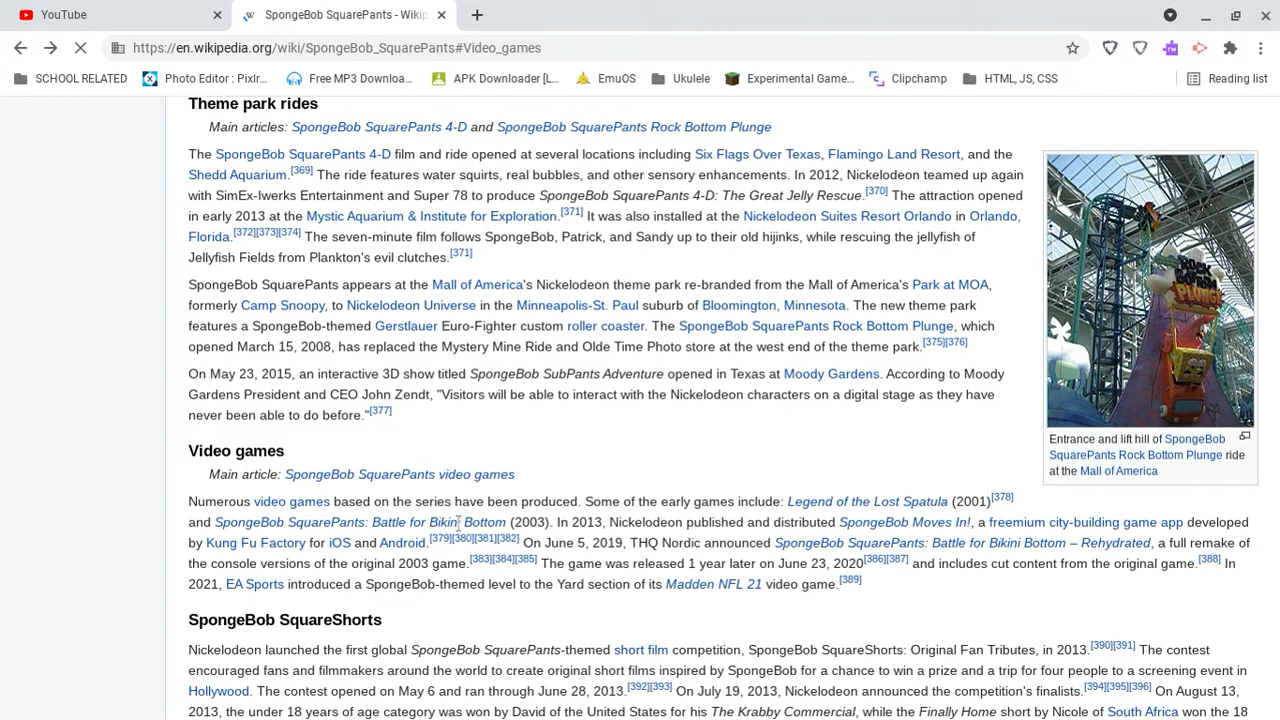 YouTube
SpongeBob SquarePants - Wikip
https://en.wikipedia.org/wiki/SpongeBob_SquarePants#Video_games
SCHOOL RELATED Photo Editor : Pixlr... Free MP3 Downloa... APK Downloader [L... EmuOS Ukulele Experimental Game... Clipchamp HTML, JS, CSS Reading list
Theme park rides
Main articles: SpongeBob SquarePants 4-D and SpongeBob SquarePants Rock Bottom Plunge
The SpongeBob SquarePants 4-D film and ride opened at several locations including Six Flags Over Texas, Flamingo Land Resort, and the
Shedd Aquarium.[369] The ride features water squirts, real bubbles, and other sensory enhancements. In 2012, Nickelodeon teamed up again
with SimEx-Iwerks Entertainment and Super 78 to produce SpongeBob SquarePants 4-D: The Great Jelly Rescue.[370] The attraction opened
in early 2013 at the Mystic Aquarium & Institute for Exploration.[371] It was also installed at the Nickelodeon Suites Resort Orlando in Orlando,
Florida.[372][373][374] The seven-minute film follows SpongeBob, Patrick, and Sandy up to their old hijinks, while rescuing the jellyfish of
Jellyfish Fields from Plankton's evil clutches.[371]
SpongeBob SquarePants appears at the Mall of America's Nickelodeon theme park re-branded from the Mall of America's Park at MOA,
formerly Camp Snoopy, to Nickelodeon Universe in the Minneapolis-St. Paul suburb of Bloomington, Minnesota. The new theme park
features a SpongeBob-themed Gerstlauer Euro-Fighter custom roller coaster. The SpongeBob SquarePants Rock Bottom Plunge, which
opened March 15, 2008, has replaced the Mystery Mine Ride and Olde Time Photo store at the west end of the theme park.[375][376]
On May 23, 2015, an interactive 3D show titled SpongeBob SubPants Adventure opened in Texas at Moody Gardens. According to Moody
Gardens President and CEO John Zendt, "Visitors will be able to interact with the Nickelodeon characters on a digital stage as they have
never been able to do before."[377]
ROCK
BOTTOM
PLUNGE
Entrance and lift hill of SpongeBob
SquarePants Rock Bottom Plunge ride
at the Mall of America
Video games
Main article: SpongeBob SquarePants video games
Numerous video games based on the series have been produced. Some of the early games include: Legend of the Lost Spatula (2001)[378]
and SpongeBob SquarePants: Battle for Bikini Bottom (2003). In 2013, Nickelodeon published and distributed SpongeBob Moves In!, a freemium city-building game app developed
by Kung Fu Factory for iOS and Android.[379][380][381][382] On June 5, 2019, THQ Nordic announced SpongeBob SquarePants: Battle for Bikini Bottom – Rehydrated, a full remake of
the console versions of the original 2003 game.[383][384][385] The game was released 1 year later on June 23, 2020[386][387] and includes cut content from the original game.[388] In
2021, EA Sports introduced a SpongeBob-themed level to the Yard section of its Madden NFL 21 video game.[389]
SpongeBob SquareShorts
Nickelodeon launched the first global SpongeBob SquarePants-themed short film competition, SpongeBob SquareShorts: Original Fan Tributes, in 2013.[390][391] The contest
encouraged fans and filmmakers around the world to create original short films inspired by SpongeBob for a chance to win a prize and a trip for four people to a screening event in
Hollywood. The contest opened on May 6 and ran through June 28, 2013.[392][393] On July 19, 2013, Nickelodeon announced the competition's finalists.[394][395][396] On August 13,
2013, the under 18 years of age category was won by David of the United States for his The Krabby Commercial, while the Finally Home short by Nicole of South Africa won the 18